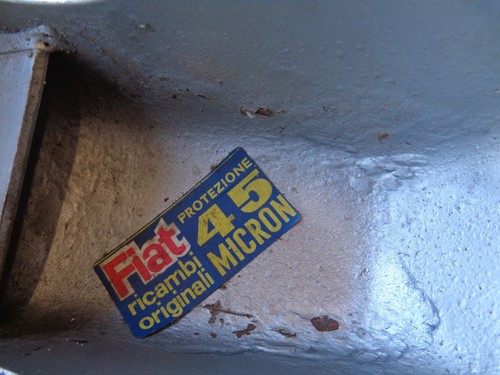 Fiat
ricambi
originali
PROTEZIONE
45
MICRON